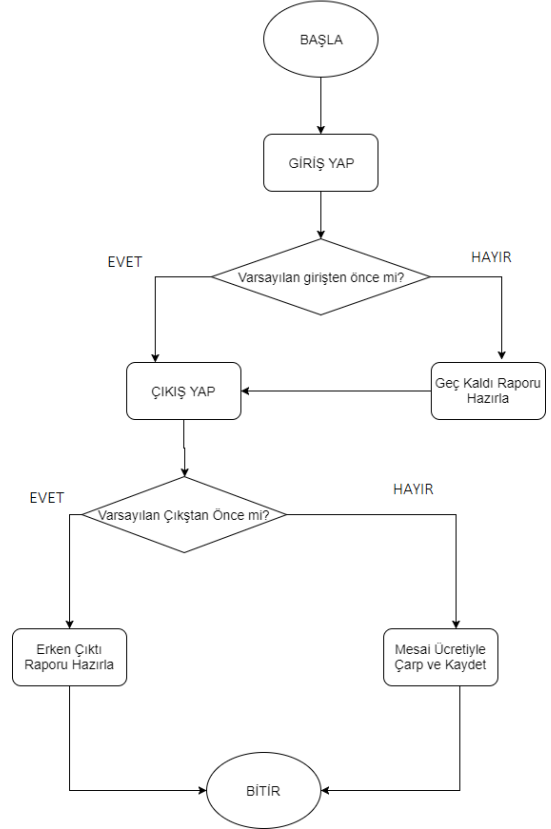 BAŞLA
GİRİŞ YAP
EVET
HAYIR
Varsayılan girişten önce mi?
ÇIKIŞ YAP
Geç Kaldı Raporu
Hazırla
EVET
HAYIR
Varsayılan Çıkştan Önce mi?
Erken Çıktı
Raporu Hazırla
Mesai Ücretiyle
Çarp ve Kaydet
BİTİR